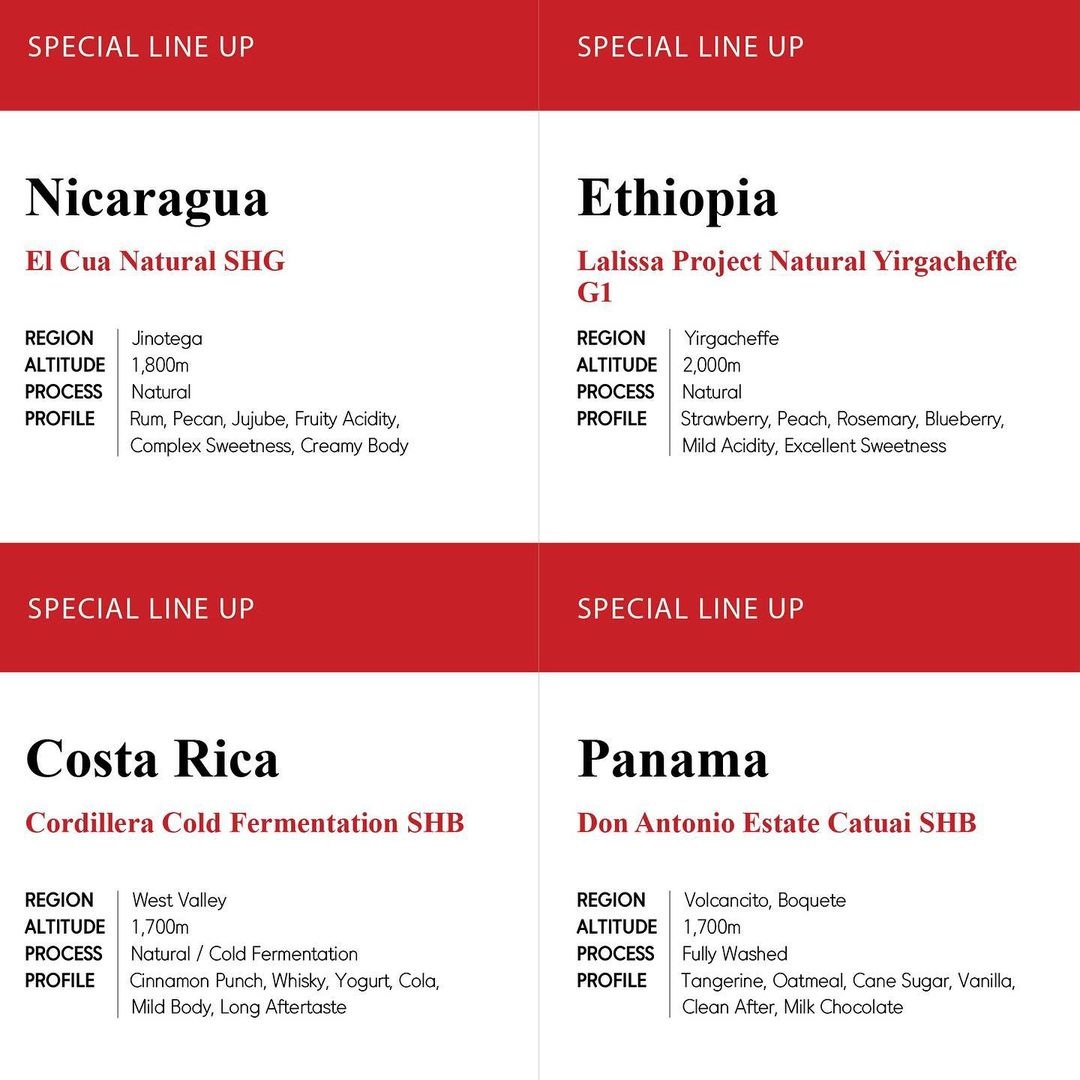 SPECIAL LINE UP
Nicaragua
El Cua Natural SHG
REGION Jinotega
ALTITUDE 1,800m
PROCESS Natural
PROFILE Rum, Pecan, Jujube, Fruity Acidity,
Complex Sweetness, Creamy Body
SPECIAL LINE UP
Ethiopia
Lalissa Project Natural Yirgacheffe
G1
REGION Yirgacheffe
ALTITUDE 2,000m
PROCESS Natural
PROFILE Strawberry, Peach, Rosemary, Blueberry,
Mild Acidity, Excellent Sweetness
SPECIAL LINE UP
Costa Rica
Cordillera Cold Fermentation SHB
REGION West Valley
ALTITUDE 1,700m
PROCESS Natural / Cold Fermentation
PROFILE Cinnamon Punch, Whisky, Yogurt, Cola,
Mild Body, Long Aftertaste
SPECIAL LINE UP
Panama
Don Antonio Estate Catuai SHB
REGION Volcancito, Boquete
ALTITUDE 1,700m
PROCESS Fully Washed
PROFILE Tangerine, Oatmeal, Cane Sugar, Vanilla,
Clean After, Milk Chocolate